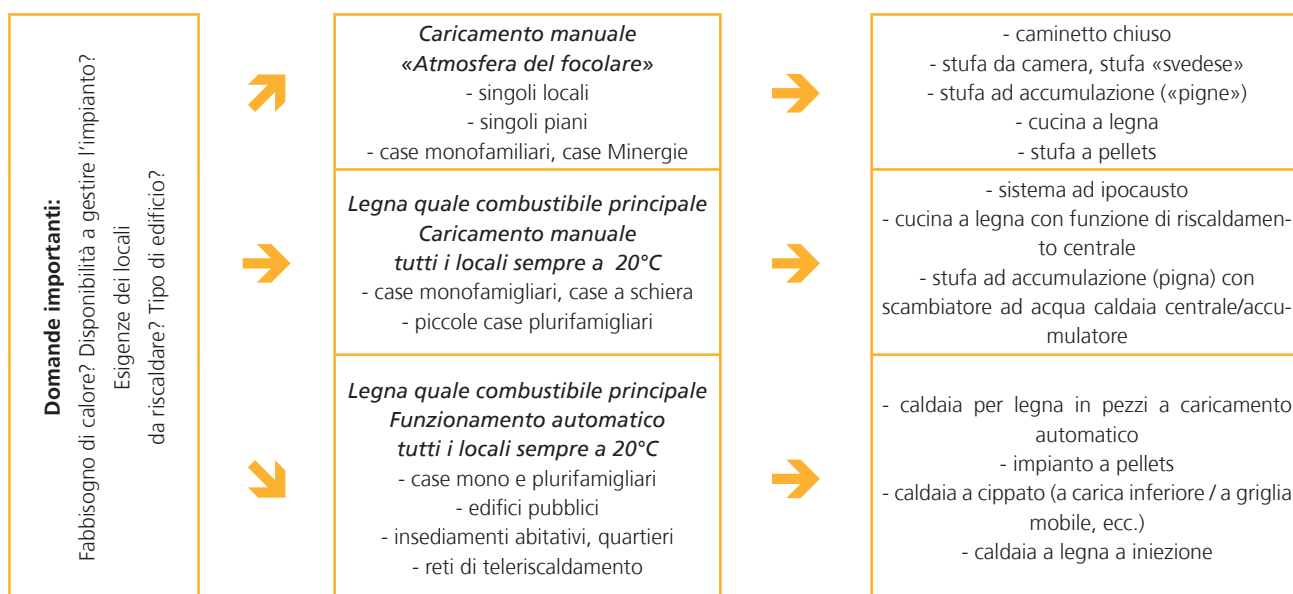 Domande importanti:
Fabbisogno di calore? Disponibilità a gestire l'impianto?
Esigenze dei locali
da riscaldare? Tipo di edificio?
Caricamento manuale
«Atmosfera del focolare»
- singoli locali
- singoli piani
- case monofamiliari, case Minergie
- caminetto chiuso
- stufa da camera, stufa «svedese»
- stufa ad accumulazione («pigne»)
- cucina a legna
- stufa a pellets
Legna quale combustibile principale
Caricamento manuale
tutti i locali sempre a 20°C
- case monofamigliari, case a schiera
- piccole case plurifamigliari
- sistema ad ipocausto
- cucina a legna con funzione di riscaldamen-
to centrale
- stufa ad accumulazione (pigna) con
scambiatore ad acqua caldaia centrale/accu-
mulatore
Legna quale combustibile principale
Funzionamento automatico
tutti i locali sempre a 20°C
- case mono e plurifamigliari
- edifici pubblici
- insediamenti abitativi, quartieri
- reti di teleriscaldamento
- caldaia per legna in pezzi a caricamento
automatico
- impianto a pellets
- caldaia a cippato (a carica inferiore / a griglia
mobile, ecc.)
- caldaia a legna a iniezione